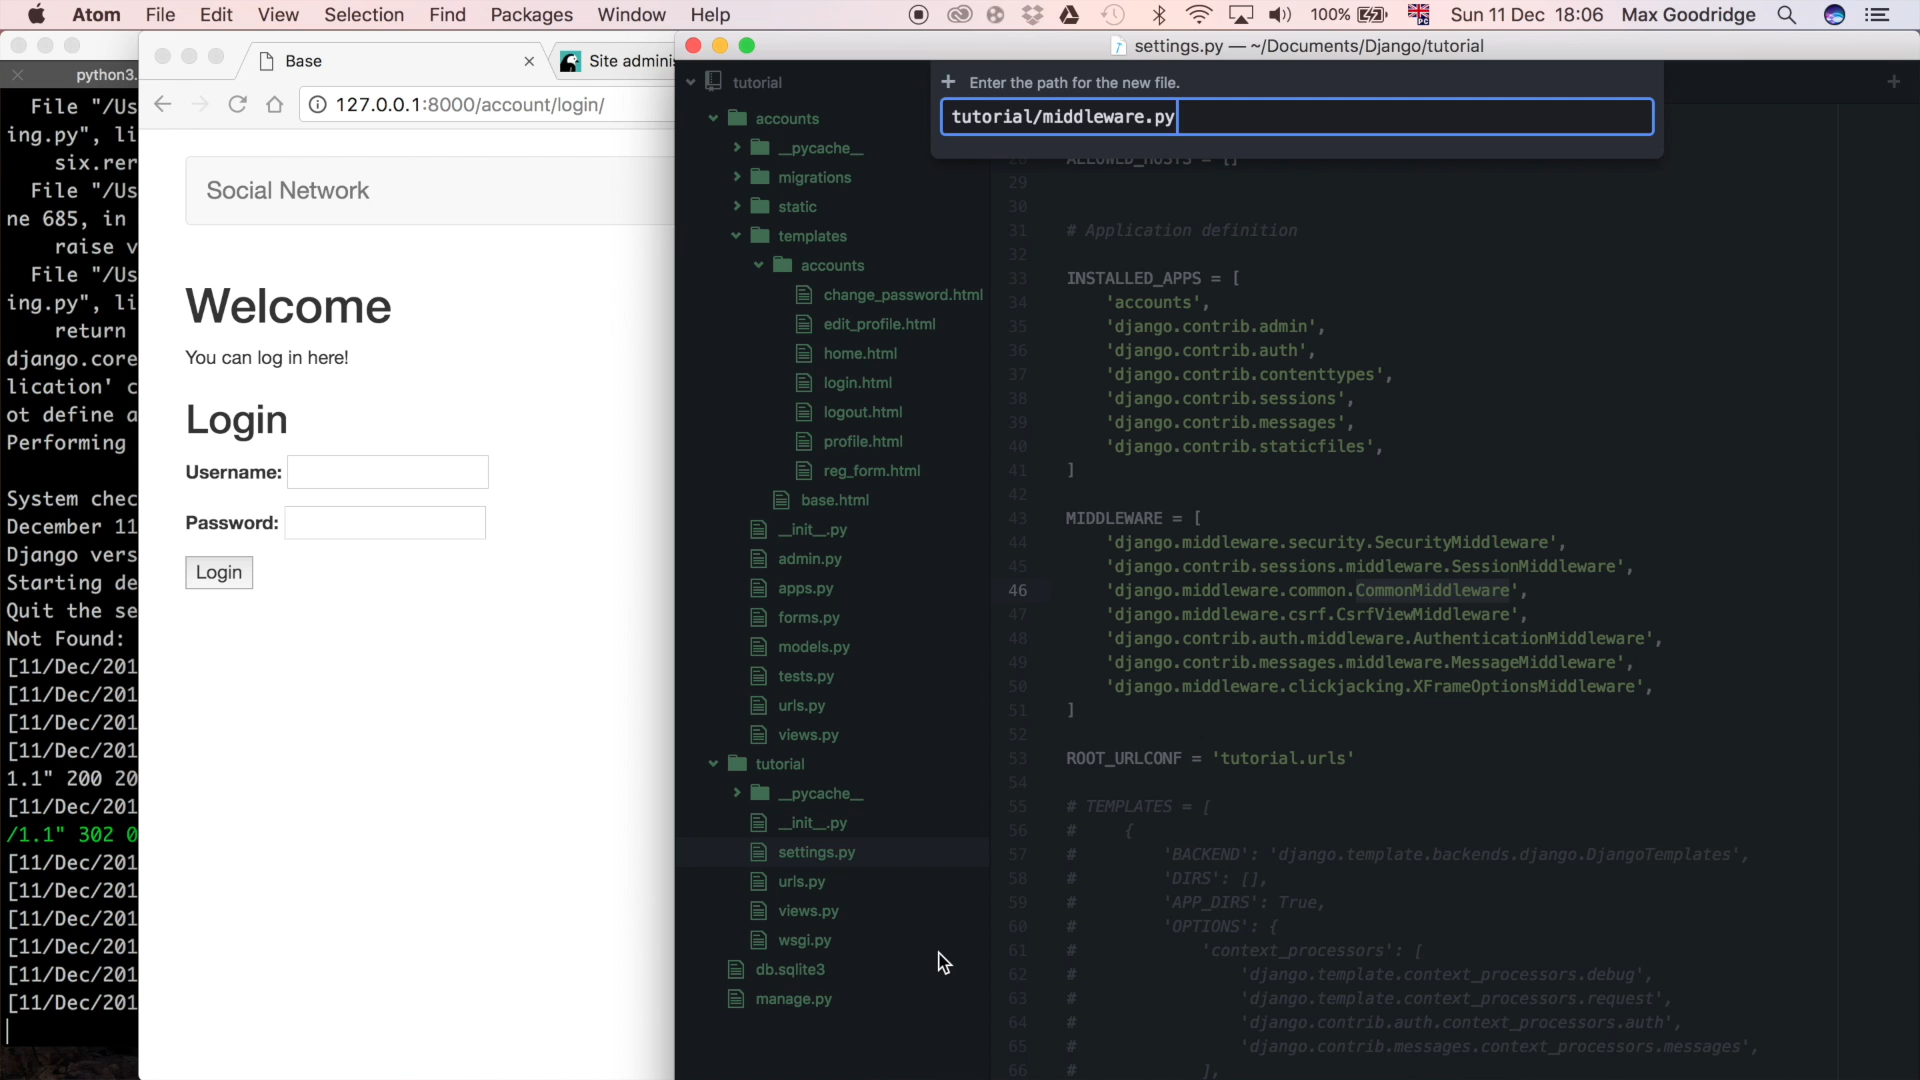 Atom File Edit View Selection Find Packages Window Help 100% Sun 11 Dec 18:06 Max Goodridge
python3.
File "/Us
ing.py", li
six.rer
File "/Us
ne 685, in
raise v
File "/Us
ing.py", li
return
django.core
lication' c
ot define a
Performing
System chec
December 11
Django vers
Starting de
Quit the se
Not Found:
[11/Dec/201
[11/Dec/201
[11/Dec/201
[11/Dec/201
1.1" 200 20
[11/Dec/201
/1.1" 302 0
[11/Dec/201
[11/Dec/201
[11/Dec/201
[11/Dec/201
[11/Dec/201
[11/Dec/201
Base
Site adminis
127.0.0.1:8000/account/login/
Social Network
Welcome
You can log in here!
Login
Username:
Password:
Login
settings.py — ~/Documents/Django/tutorial
Enter the path for the new file.
tutorial/middleware.py
tutorial
accounts
__pycache__
migrations
static
templates
accounts
change_password.html
edit_profile.html
home.html
login.html
logout.html
profile.html
reg_form.html
base.html
__init__.py
admin.py
apps.py
forms.py
models.py
tests.py
urls.py
views.py
tutorial
__pycache__
__init__.py
settings.py
urls.py
views.py
wsgi.py
db.sqlite3
manage.py
28 ALLOWED_HOSTS = []
29
30
31 # Application definition
32
33 INSTALLED_APPS = [
34 'accounts',
35 'django.contrib.admin',
36 'django.contrib.auth',
37 'django.contrib.contenttypes',
38 'django.contrib.sessions',
39 'django.contrib.messages',
40 'django.contrib.staticfiles',
41 ]
42
43 MIDDLEWARE = [
44 'django.middleware.security.SecurityMiddleware',
45 'django.contrib.sessions.middleware.SessionMiddleware',
46 'django.middleware.common.CommonMiddleware',
47 'django.middleware.csrf.CsrfViewMiddleware',
48 'django.contrib.auth.middleware.AuthenticationMiddleware',
49 'django.contrib.messages.middleware.MessageMiddleware',
50 'django.middleware.clickjacking.XFrameOptionsMiddleware',
51 ]
52
53 ROOT_URLCONF = 'tutorial.urls'
54
55 # TEMPLATES = [
56 # {
57 # 'BACKEND': 'django.template.backends.django.DjangoTemplates',
58 # 'DIRS': [],
59 # 'APP_DIRS': True,
60 # 'OPTIONS': {
61 # 'context_processors': [
62 # 'django.template.context_processors.debug',
63 # 'django.template.context_processors.request',
64 # 'django.contrib.auth.context_processors.auth',
65 # 'django.contrib.messages.context_processors.messages',
66 # ],